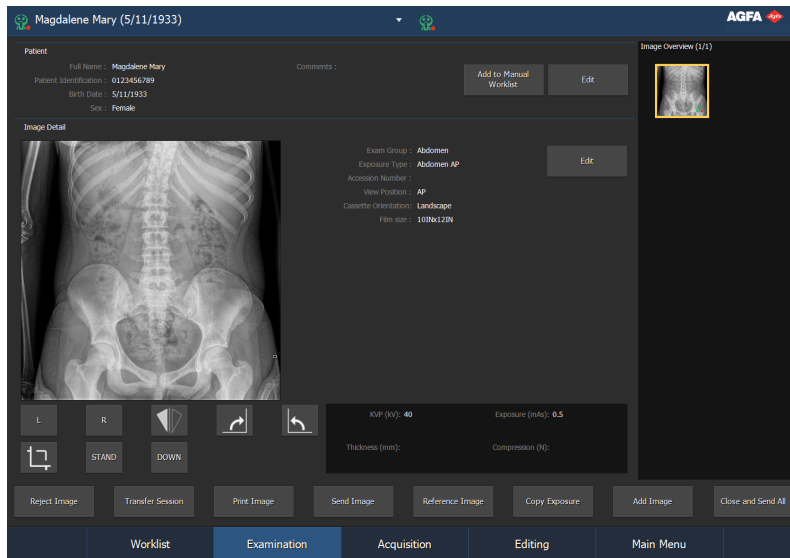 Magdalene Mary (5/11/1933)
AGFA
Agfa
Patient
Full Name : Magdalene Mary
Patient Identification : 0123456789
Birth Date : 5/11/1933
Sex : Female
Comments :
Add to Manual
Worklist
Edit
Image Overview (1/1)
Image Detail
Exam Group : Abdomen
Exposure Type : Abdomen AP
Accession Number :
View Position : AP
Cassette Orientation: Landscape
Film size : 10INx12IN
Edit
L
R
STAND
DOWN
KVP (kV): 40
Exposure (mAs): 0.5
Thickness (mm):
Compression (N):
Reject Image
Transfer Session
Print Image
Send Image
Reference Image
Copy Exposure
Add Image
Close and Send All
Worklist
Examination
Acquisition
Editing
Main Menu